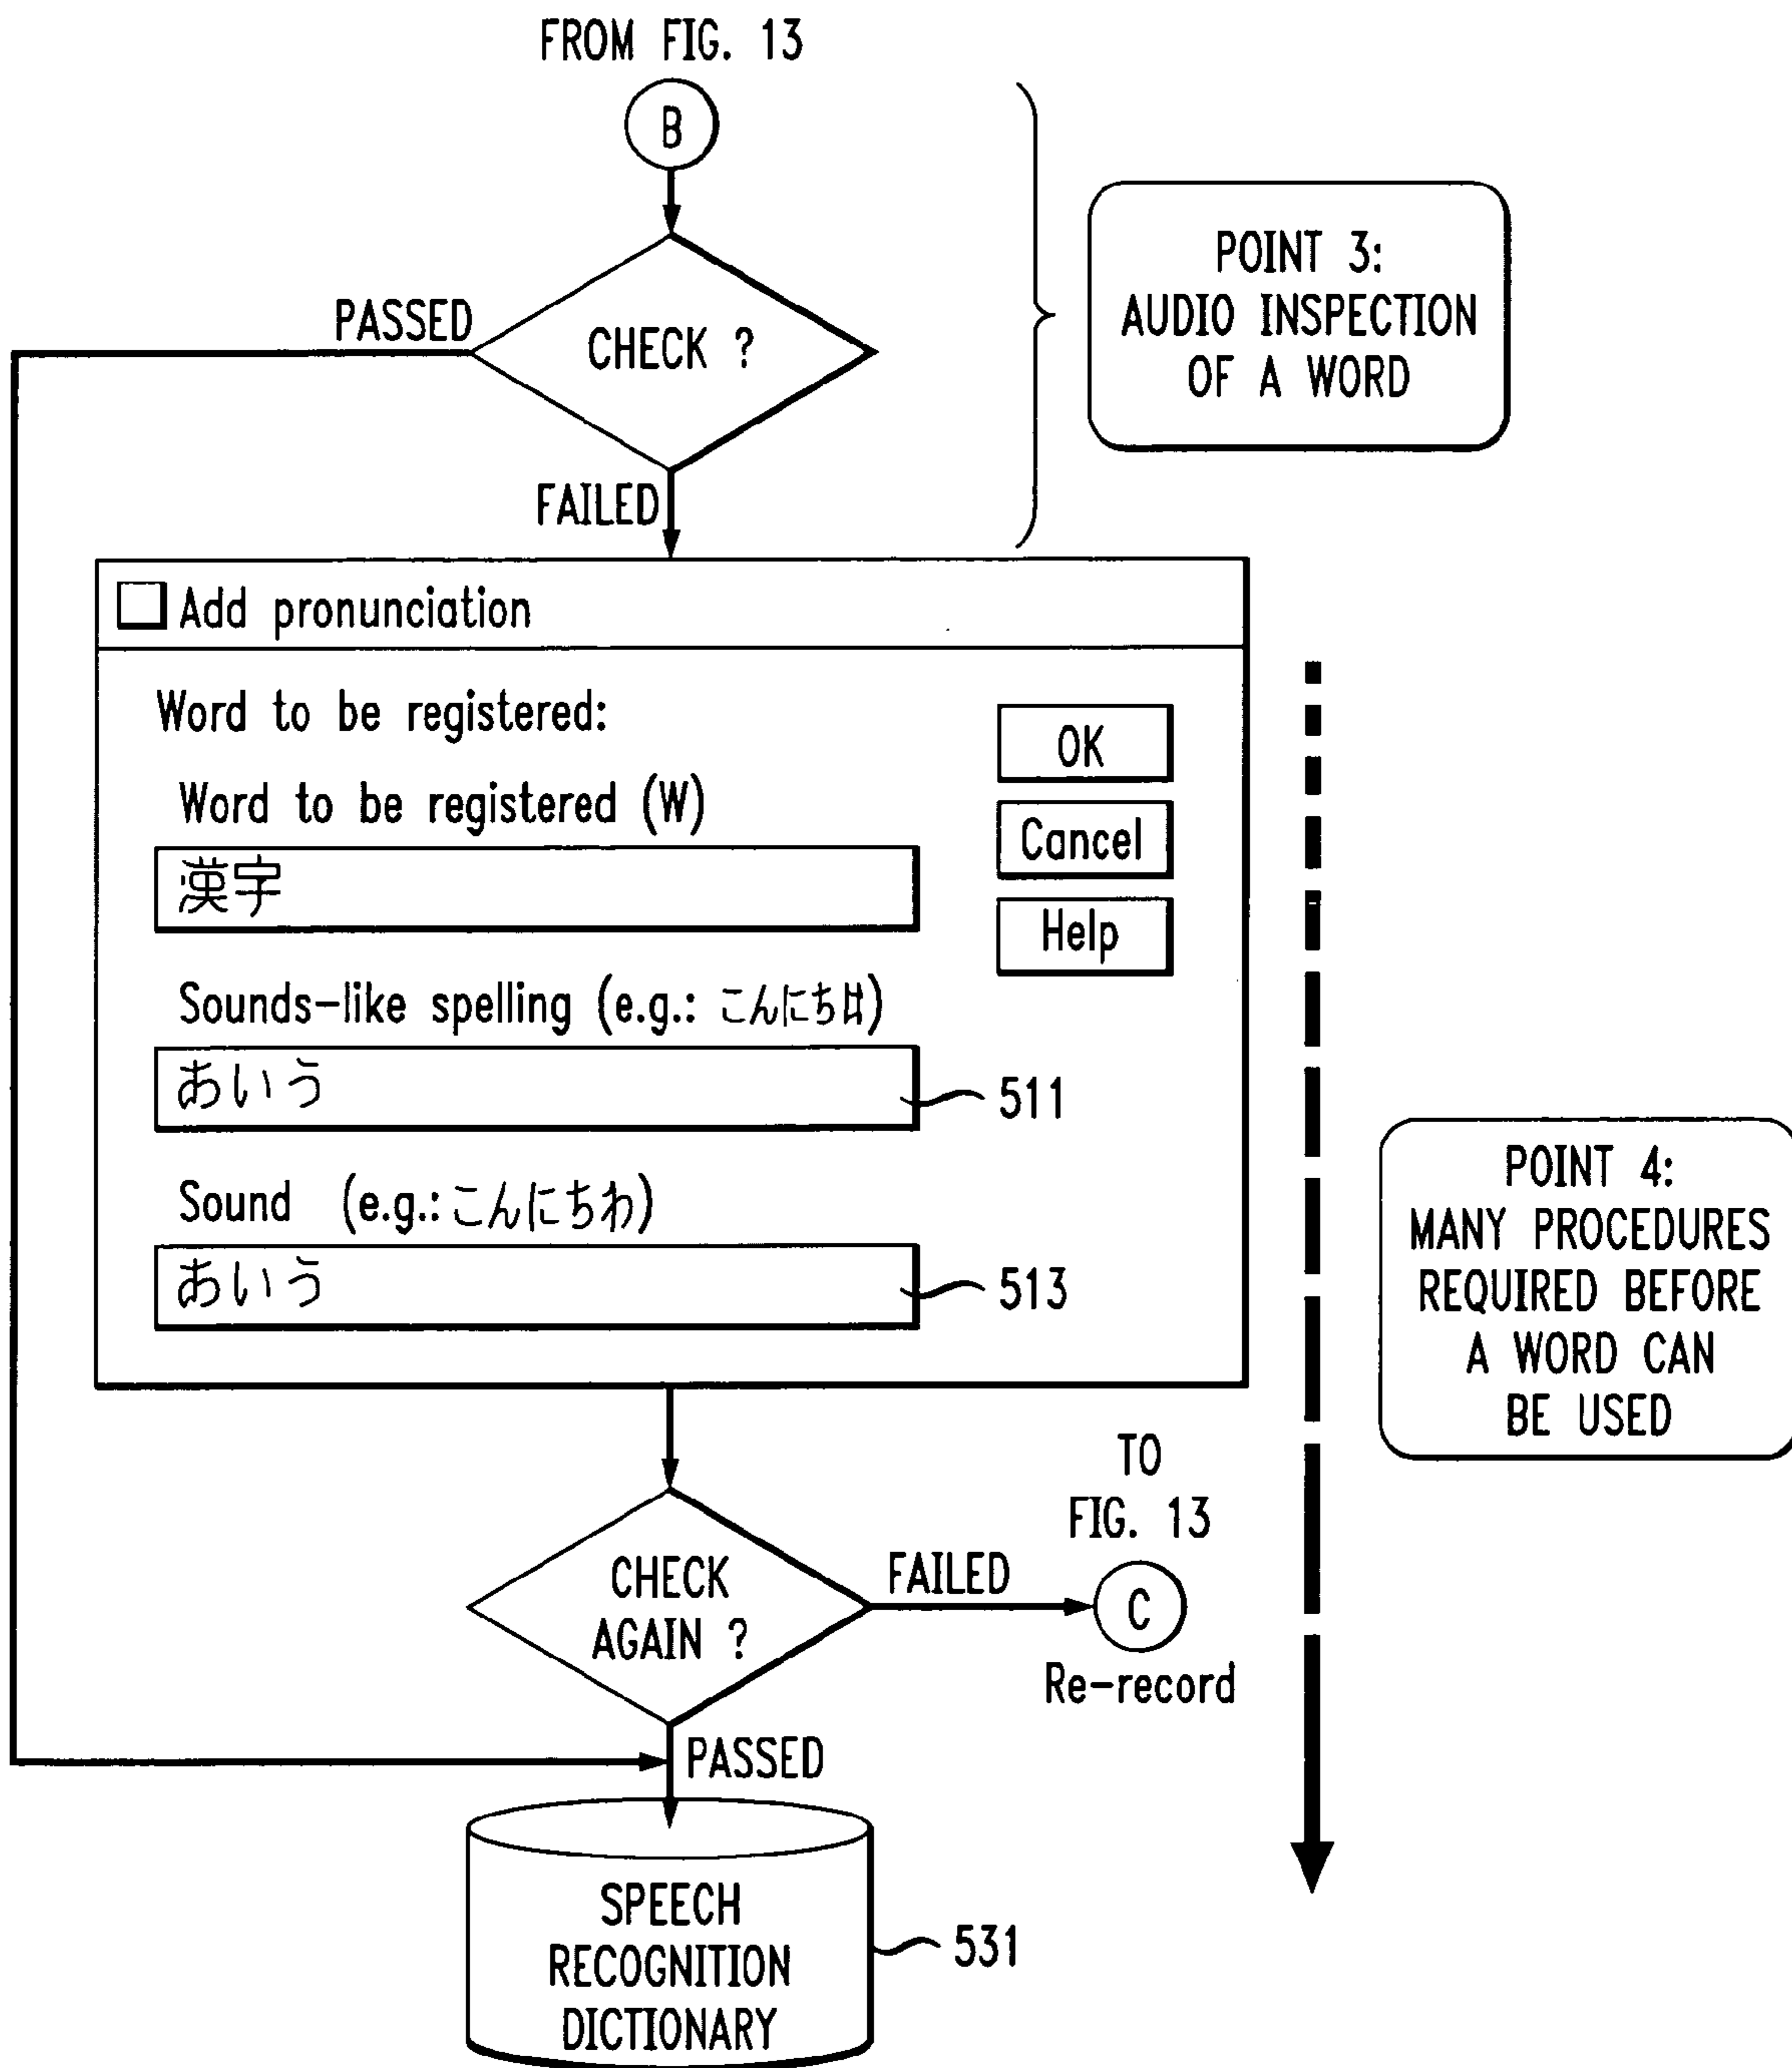 FROM FIG. 13
B
CHECK ?
PASSED
FAILED
POINT 3:
AUDIO INSPECTION
OF A WORD
Add pronunciation
Word to be registered:
Word to be registered (W)
漢字
OK
Cancel
Help
Sounds-like spelling (e.g.: こんにちは)
あいう
511
Sound (e.g.: こんにちわ)
あいう
513
POINT 4:
MANY PROCEDURES
REQUIRED BEFORE
A WORD CAN
BE USED
CHECK
AGAIN ?
FAILED
TO
FIG. 13
C
Re-record
PASSED
SPEECH
RECOGNITION
DICTIONARY
531